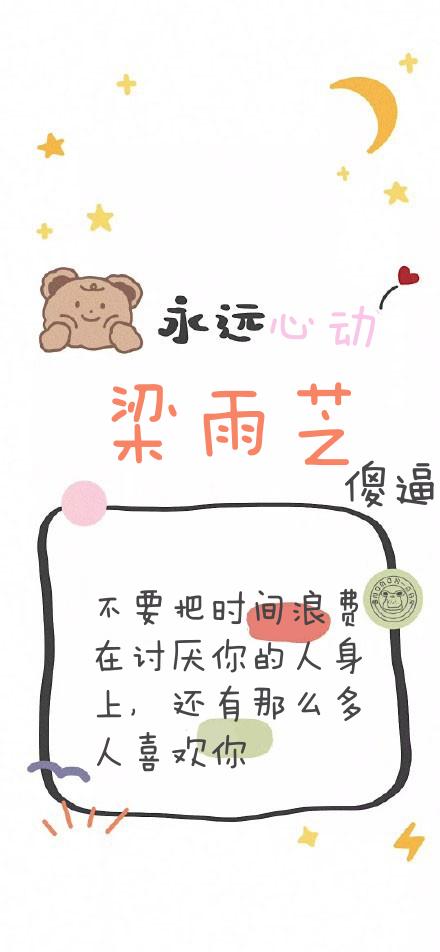 永远心动
梁雨芝
傻逼
不要把时间浪费
在讨厌你的人身
上，还有那么多
人喜欢你